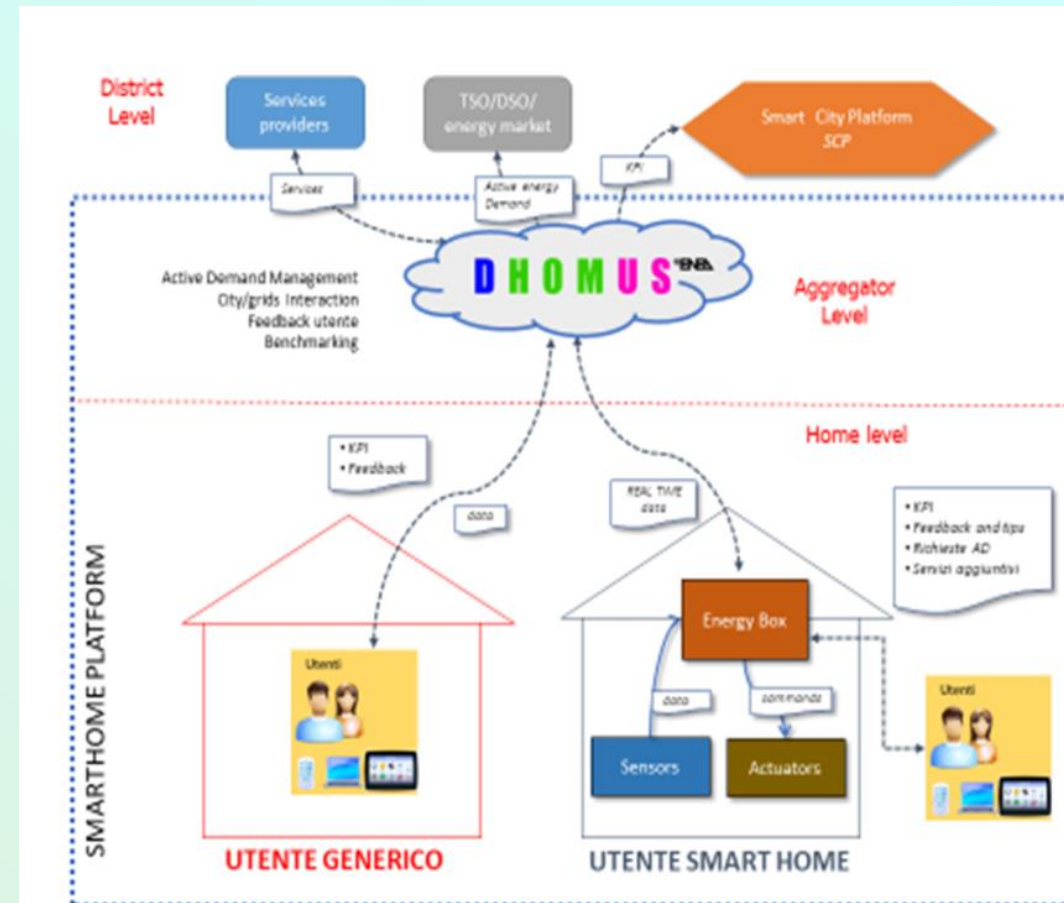 District
Level
Services
providers
TSO/DSO/
energy market
Smart City Platform
SCP
Services
Active energy
Demand
KPI
DHOMUS
ENEA
Active Demand Management
City/grids Interaction
Feedback utente
Benchmarking
Aggregator
Level
Home level
• KPI
• Feedback
data
REAL TIME
data
• KPI
• Feedback and tips
• Richieste AD
• Servizi aggiuntivi
SMARTHOME PLATFORM
Utenti
Energy Box
data
commands
Sensors
Actuators
Utenti
UTENTE GENERICO
UTENTE SMART HOME